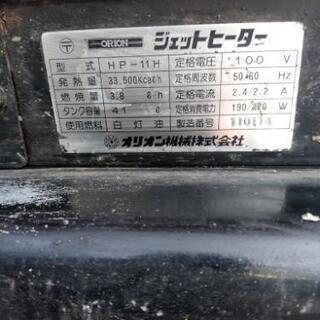 〒 ORION ジェットヒーター
型式 HP-11H 定格電圧 100 V
発熱量 33,500Kcal/h 定格周波数 50/60 Hz
燃焼量 3.8 ℓ/h 定格電流 2.4/2.2 A
タンク容量 41 ℓ 定格消費電力 190/220 W
使用燃料 白灯油 製造番号
オリオン機械株式会社